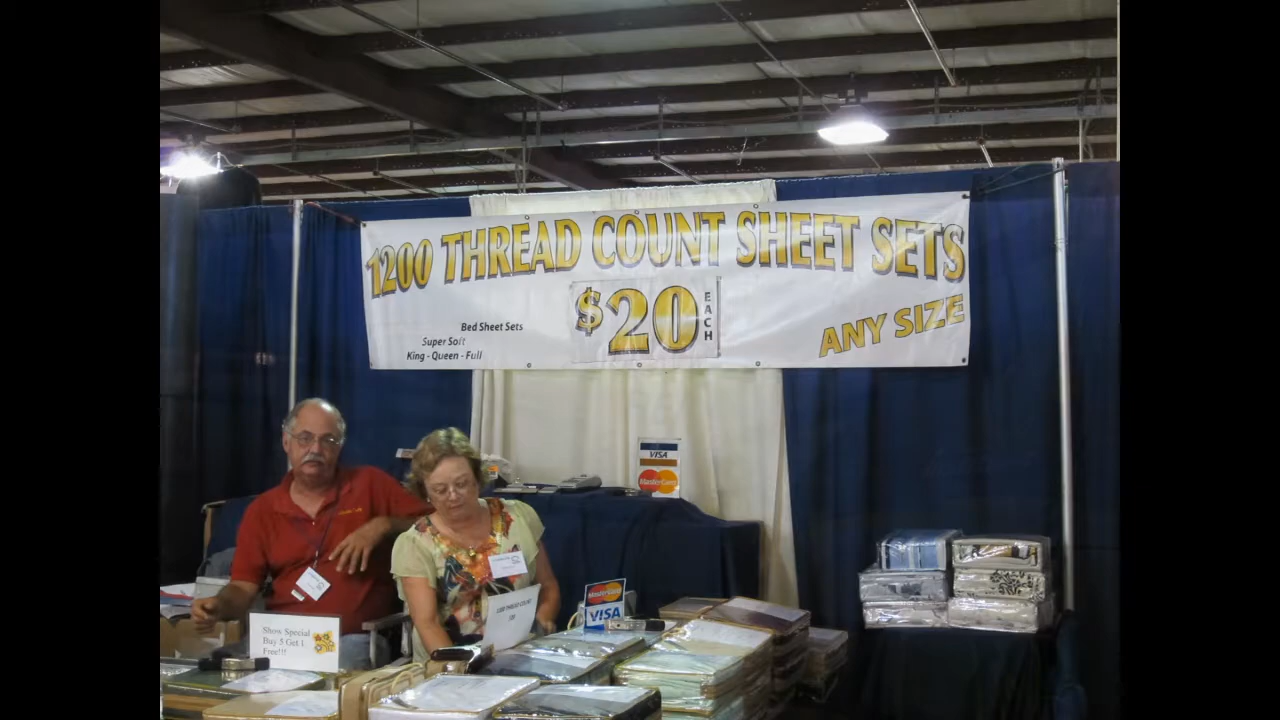 1200 THREAD COUNT SHEET SETS
$20 EACH
Bed Sheet Sets
Super Soft
King - Queen - Full
ANY SIZE
VISA
MasterCard
MasterCard
VISA
Show Special
Buy 5 Get 1
Free!!!